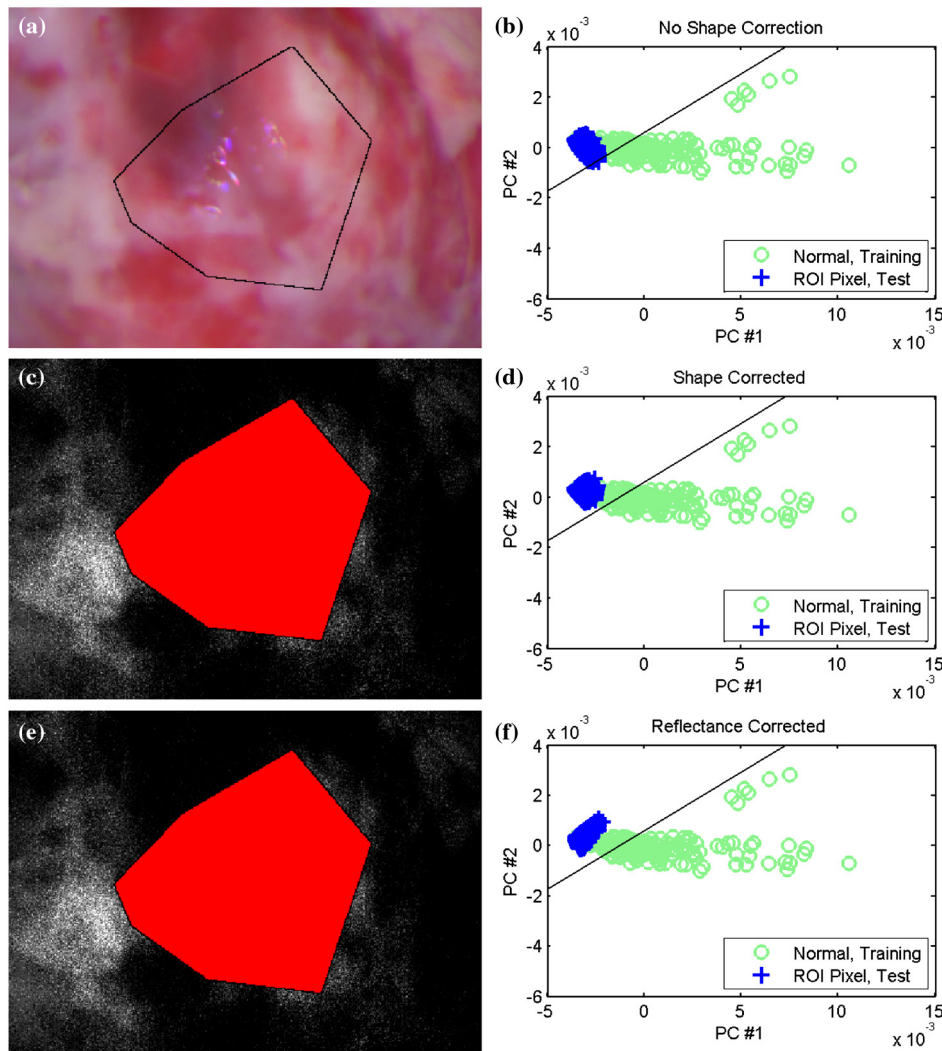 (a)
(b)
× 10⁻³
No Shape Correction
4
2
0
-2
-4
-6
PC #2
Normal, Training
ROI Pixel, Test
-5 0 5 10 15
PC #1
× 10⁻³
(c)
(d)
× 10⁻³
Shape Corrected
4
2
0
-2
-4
-6
PC #2
Normal, Training
ROI Pixel, Test
-5 0 5 10 15
PC #1
× 10⁻³
(e)
(f)
× 10⁻³
Reflectance Corrected
4
2
0
-2
-4
-6
PC #2
Normal, Training
ROI Pixel, Test
-5 0 5 10 15
PC #1
× 10⁻³